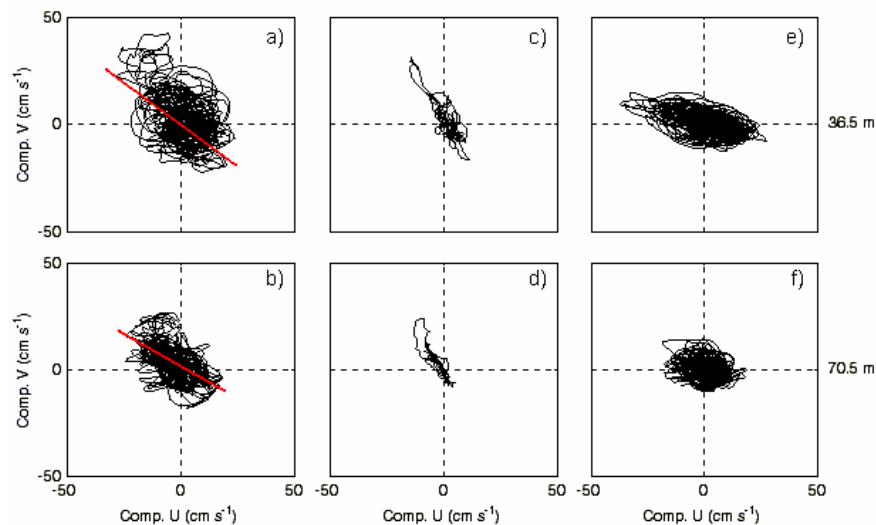 50
a)
c)
e)
Comp. V (cm s⁻¹)
0
36.5 m
-50
50
b)
d)
f)
Comp. V (cm s⁻¹)
0
70.5 m
-50
-50 0 50
-50 0 50
-50 0 50
Comp. U (cm s⁻¹)
Comp. U (cm s⁻¹)
Comp. U (cm s⁻¹)